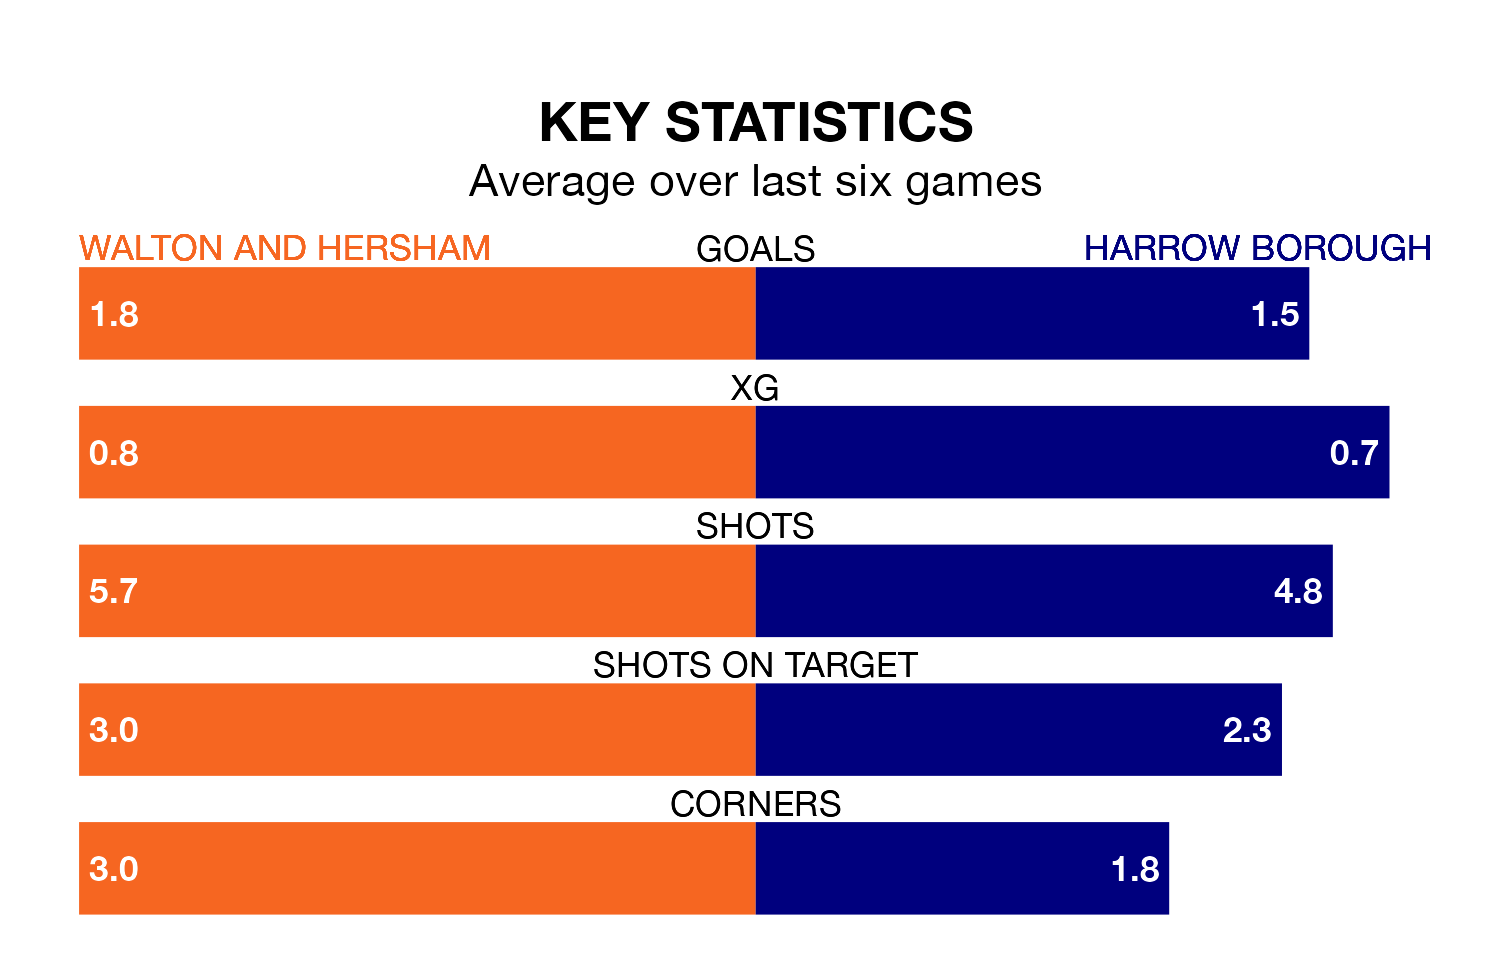 KEY STATISTICS
Average over last six games
WALTON AND HERSHAM GOALS HARROW BOROUGH
1.8 1.5
XG
0.8 0.7
SHOTS
5.7 4.8
SHOTS ON TARGET
3.0 2.3
CORNERS
3.0 1.8